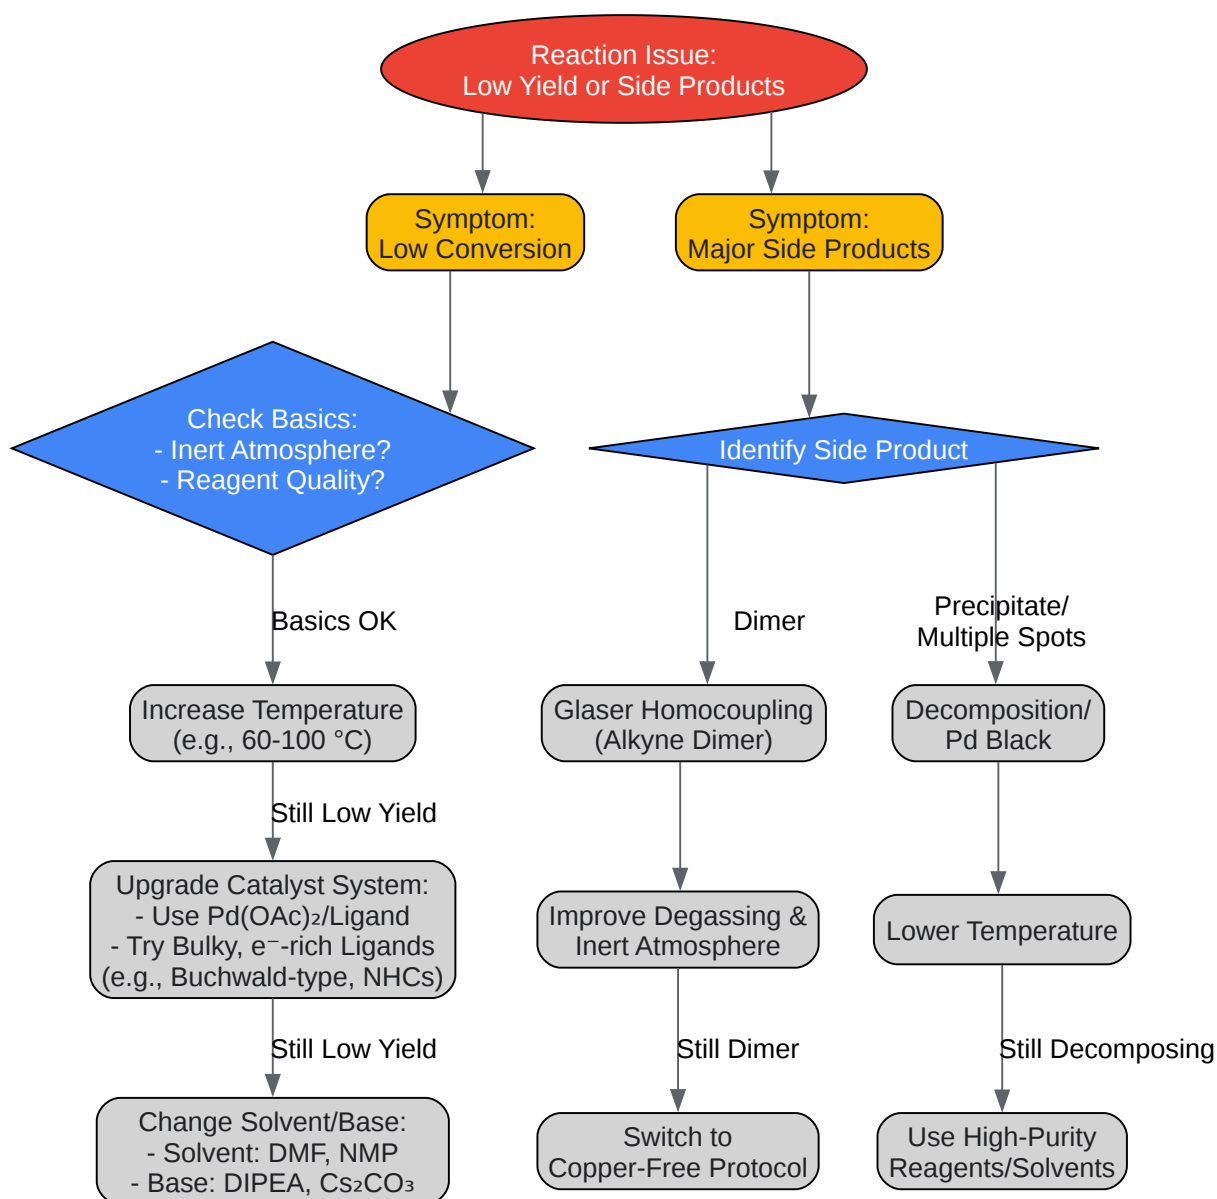 Reaction Issue:
Low Yield or Side Products
Symptom:
Low Conversion
Symptom:
Major Side Products
Check Basics:
- Inert Atmosphere?
- Reagent Quality?
Identify Side Product
Basics OK
Dimer
Precipitate/
Multiple Spots
Increase Temperature
(e.g., 60-100 °C)
Glaser Homocoupling
(Alkyne Dimer)
Decomposition/
Pd Black
Still Low Yield
Upgrade Catalyst System:
- Use Pd(OAc)₂/Ligand
- Try Bulky, e⁻-rich Ligands
(e.g., Buchwald-type, NHCs)
Improve Degassing &
Inert Atmosphere
Lower Temperature
Still Low Yield
Still Dimer
Still Decomposing
Change Solvent/Base:
- Solvent: DMF, NMP
- Base: DIPEA, Cs₂CO₃
Switch to
Copper-Free Protocol
Use High-Purity
Reagents/Solvents